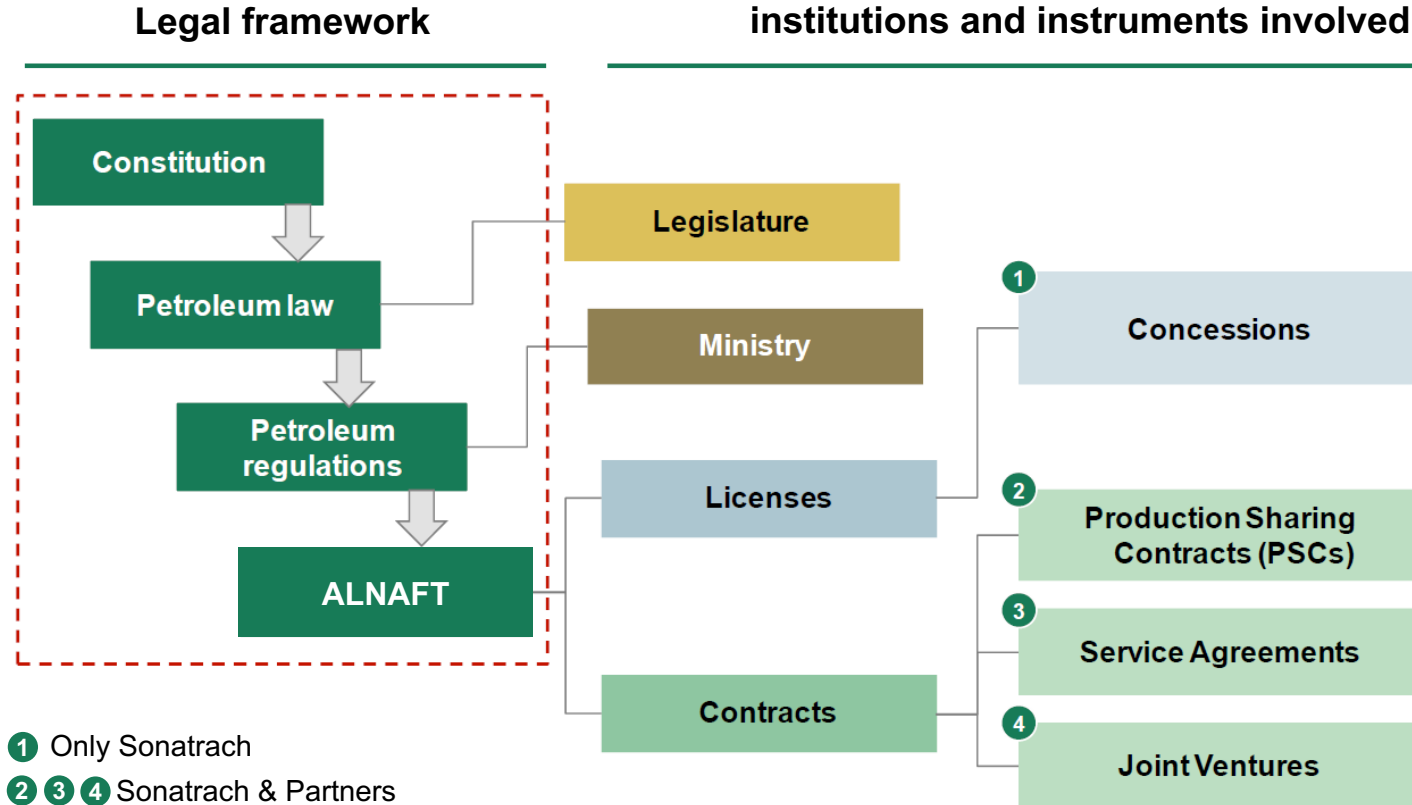 Legal framework
institutions and instruments involved
Constitution
Legislature
Petroleum law
1
Concessions
Ministry
Petroleum
regulations
Licenses
2
Production Sharing
Contracts (PSCs)
ALNAFT
3
Service Agreements
Contracts
4
Joint Ventures
1 Only Sonatrach
2 3 4 Sonatrach & Partners